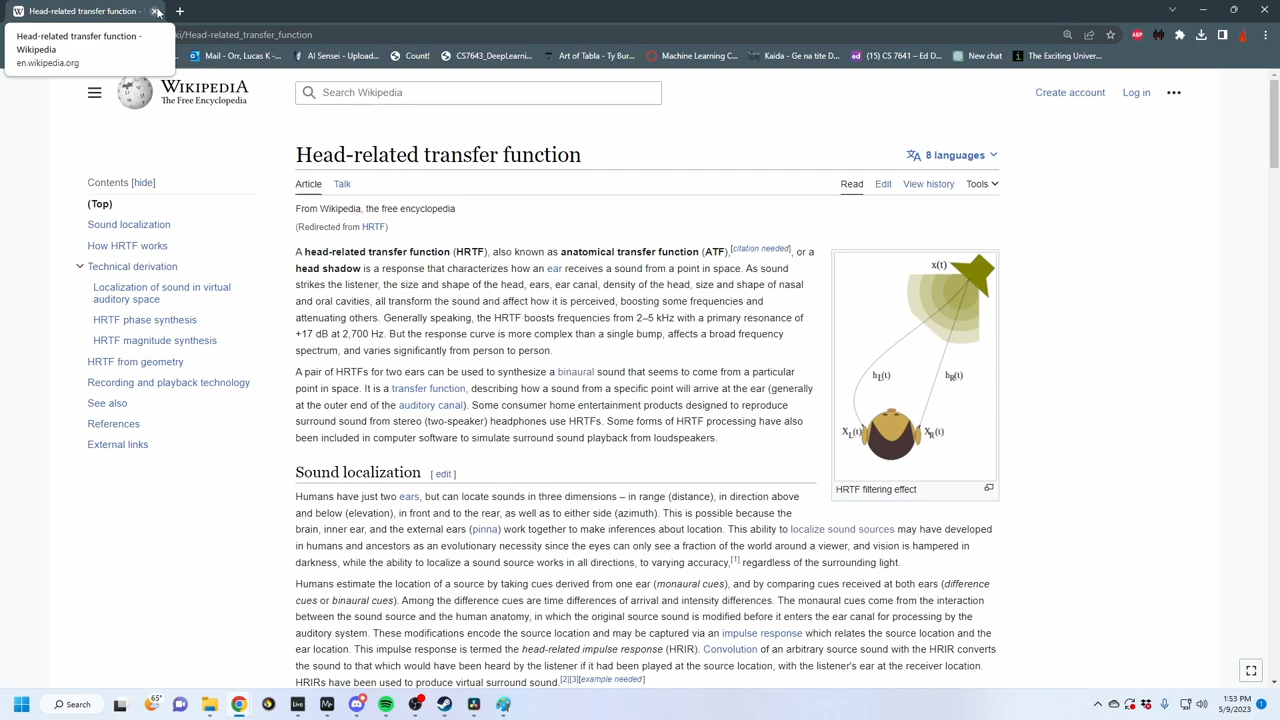 Head-related transfer function -
Head-related transfer function -
Wikipedia
en.wikipedia.org
ki/Head-related_transfer_function
Mail - Orr, Lucas K -...
AI Sensei - Upload...
Count!
CS7643_DeepLearnin...
Art of Tabla: Mod 1...
Machine Learning C...
Kaida - Ge na tite D...
(15) CS 7641 – Ed D...
New chat
The Exciting Univer...
ABP
WIKIPEDIA
The Free Encyclopedia
Search Wikipedia
Create account
Log in
Head-related transfer function
8 languages
Article
Talk
Read
Edit
View history
Tools
Contents [hide]
(Top)
Sound localization
How HRTF works
Technical derivation
Localization of sound in virtual
auditory space
HRTF phase synthesis
HRTF magnitude synthesis
HRTF from geometry
Recording and playback technology
See also
References
External links
From Wikipedia, the free encyclopedia
(Redirected from HRTF)
A head-related transfer function (HRTF), also known as anatomical transfer function (ATF),[citation needed], or a
head shadow is a response that characterizes how an ear receives a sound from a point in space. As sound
strikes the listener, the size and shape of the head, ears, ear canal, density of the head, size and shape of nasal
and oral cavities, all transform the sound and affect how it is perceived, boosting some frequencies and
attenuating others. Generally speaking, the HRTF boosts frequencies from 2–5 kHz with a primary resonance of
+17 dB at 2,700 Hz. But the response curve is more complex than a single bump, affects a broad frequency
spectrum, and varies significantly from person to person.
A pair of HRTFs for two ears can be used to synthesize a binaural sound that seems to come from a particular
point in space. It is a transfer function, describing how a sound from a specific point will arrive at the ear (generally
at the outer end of the auditory canal). Some consumer home entertainment products designed to reproduce
surround sound from stereo (two-speaker) headphones use HRTFs. Some forms of HRTF processing have also
been included in computer software to simulate surround sound playback from loudspeakers.
x(t)
hL(t)
hR(t)
XL(t)
XR(t)
HRTF filtering effect
Sound localization [ edit ]
Humans have just two ears, but can locate sounds in three dimensions – in range (distance), in direction above
and below (elevation), in front and to the rear, as well as to either side (azimuth). This is possible because the
brain, inner ear, and the external ears (pinna) work together to make inferences about location. This ability to localize sound sources may have developed
in humans and ancestors as an evolutionary necessity since the eyes can only see a fraction of the world around a viewer, and vision is hampered in
darkness, while the ability to localize a sound source works in all directions, to varying accuracy,[1] regardless of the surrounding light.
Humans estimate the location of a source by taking cues derived from one ear (monaural cues), and by comparing cues received at both ears (difference
cues or binaural cues). Among the difference cues are time differences of arrival and intensity differences. The monaural cues come from the interaction
between the sound source and the human anatomy, in which the original source sound is modified before it enters the ear canal for processing by the
auditory system. These modifications encode the source location and may be captured via an impulse response which relates the source location and the
ear location. This impulse response is termed the head-related impulse response (HRIR). Convolution of an arbitrary source sound with the HRIR converts
the sound to that which would have been heard by the listener if it had been played at the source location, with the listener's ear at the receiver location.
HRIRs have been used to produce virtual surround sound.[2][3][example needed]
Search
65°
Live
1:53 PM
5/9/2023